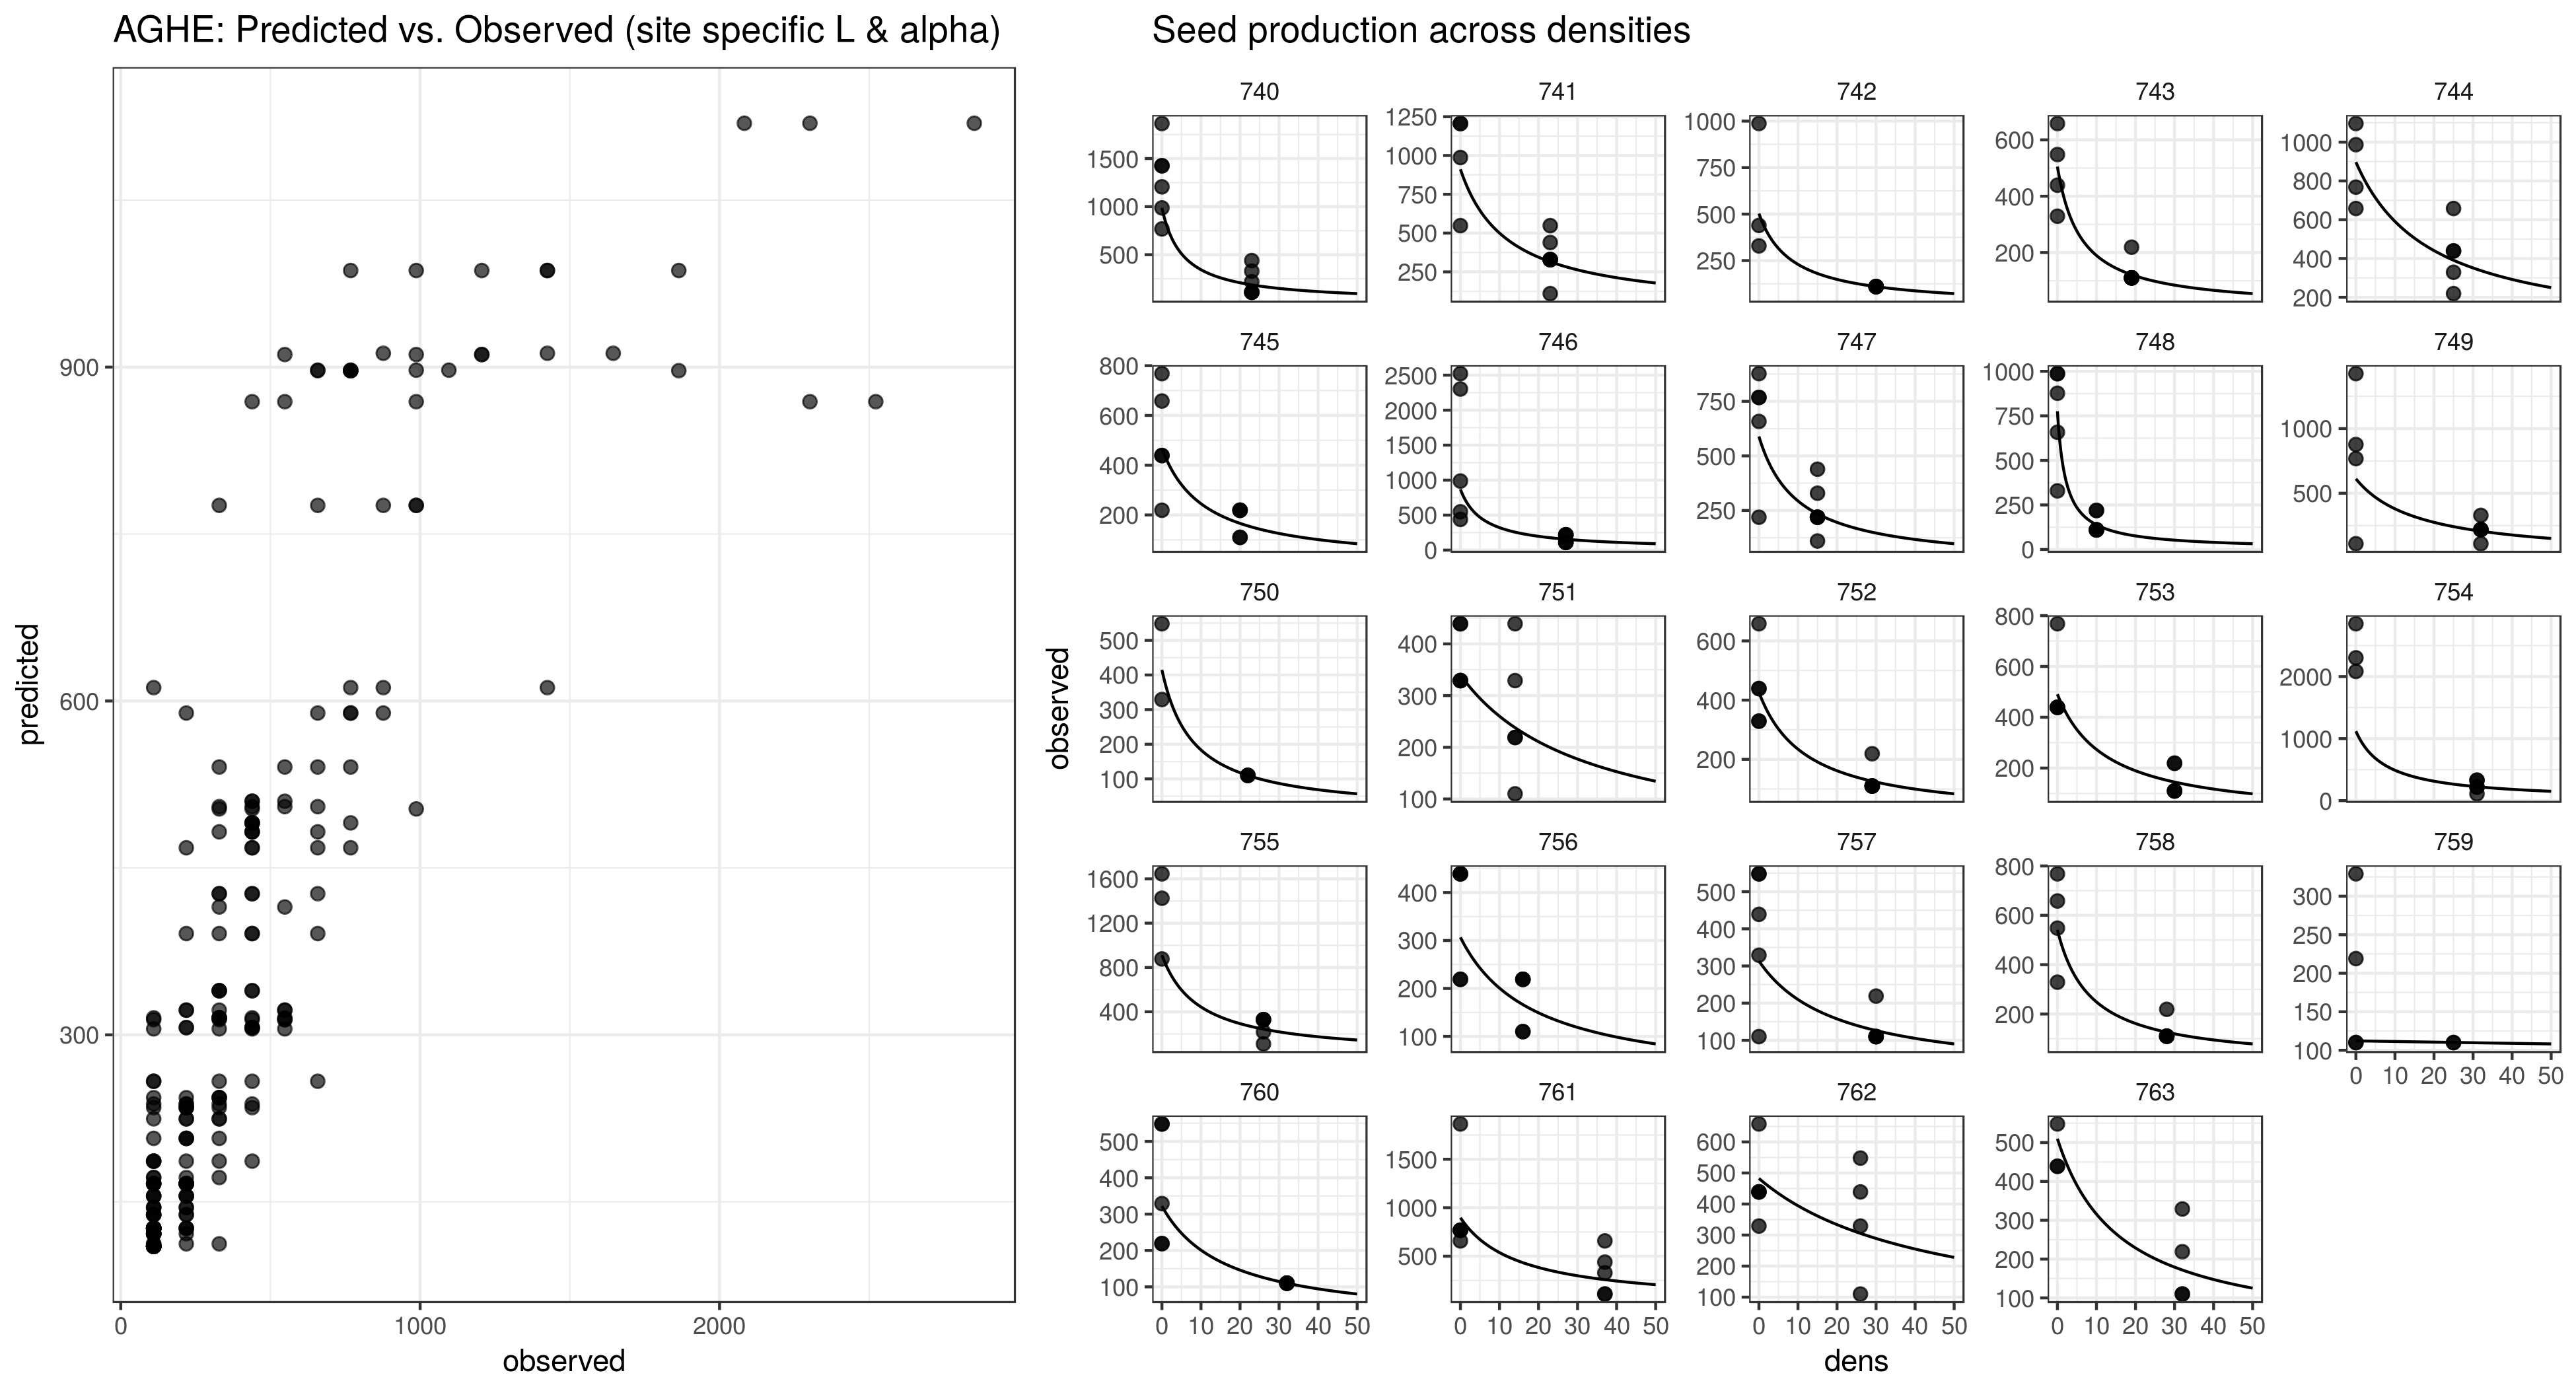 AGHE: Predicted vs. Observed (site specific L & alpha)
predicted
900
600
300
0 1000 2000
observed
Seed production across densities
observed
740 741 742 743 744
1500 1000 500
1250 1000 750 500 250
1000 750 500 250
600 400 200
1000 800 600 400 200
745 746 747 748 749
800 600 400 200
2500 2000 1500 1000 500 0
750 500 250
1000 750 500 250 0
1000 500
750 751 752 753 754
500 400 300 200 100
400 300 200 100
600 400 200
800 600 400 200
2000 1000 0
755 756 757 758 759
1600 1200 800 400
400 300 200 100
500 400 300 200 100
800 600 400 200
300 250 200 150 100
0 10 20 30 40 50
760 761 762 763
500 400 300 200 100
1500 1000 500
600 500 400 300 200 100
500 400 300 200 100
0 10 20 30 40 50 0 10 20 30 40 50 0 10 20 30 40 50 0 10 20 30 40 50
dens